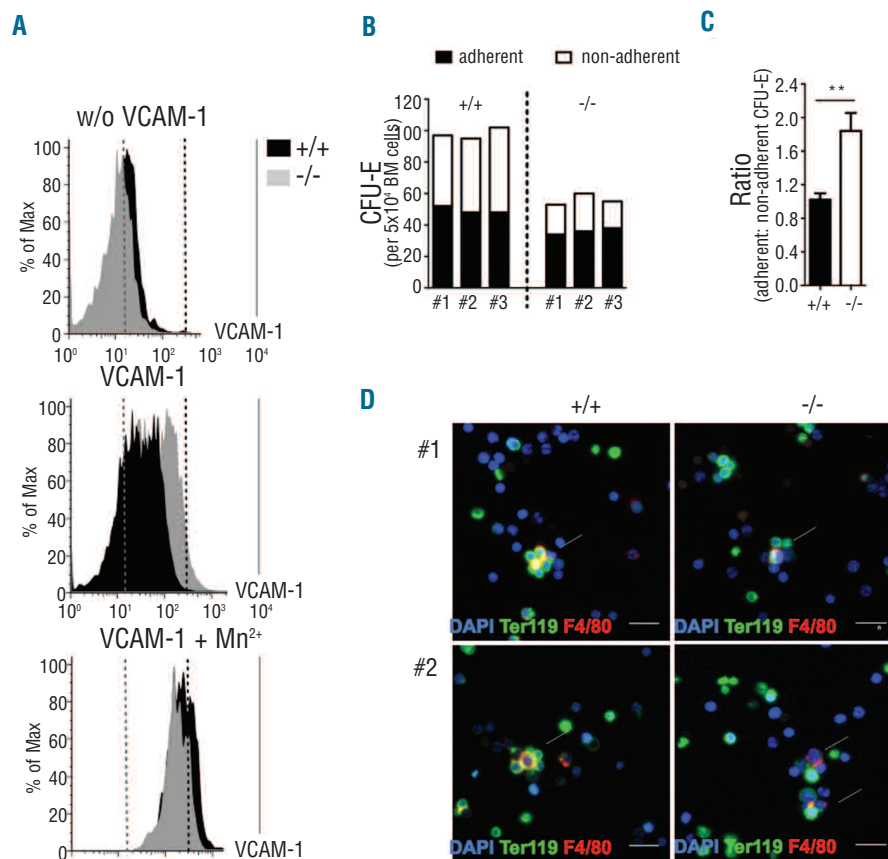 A
w/o VCAM-1
+/+
-/-
% of Max
100
80
60
40
20
0
VCAM-1
10⁰ 10¹ 10² 10³ 10⁴
VCAM-1
% of Max
100
80
60
40
20
0
VCAM-1
10⁰ 10¹ 10² 10³ 10⁴
VCAM-1 + Mn²⁺
% of Max
100
80
60
40
20
0
VCAM-1
B
adherent non-adherent
+/+ -/-
CFU-E
(per 5x10⁴ BM cells)
120
100
80
60
40
20
0
#1 #2 #3 #1 #2 #3
C
Ratio
(adherent: non-adherent CFU-E)
2.4
2.0
1.6
1.2
0.8
0.4
0.0
**
+/+ -/-
D
+/+ -/-
#1
DAPI Ter119 F4/80
DAPI Ter119 F4/80
#2
DAPI Ter119 F4/80
DAPI Ter119 F4/80